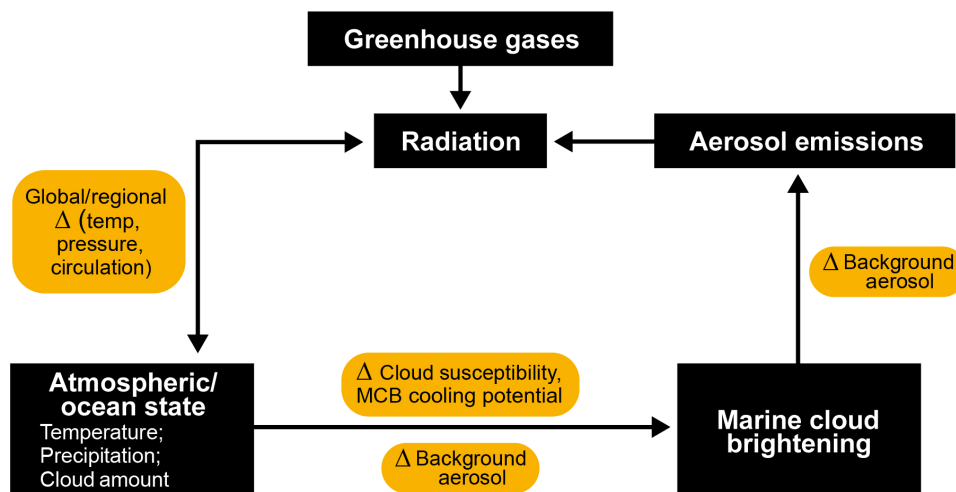 Greenhouse gases
Radiation
Aerosol emissions
Global/regional
Δ (temp,
pressure,
circulation)
Δ Background
aerosol
Atmospheric/
ocean state
Temperature;
Precipitation;
Cloud amount
Δ Cloud susceptibility,
MCB cooling potential
Δ Background
aerosol
Marine cloud
brightening